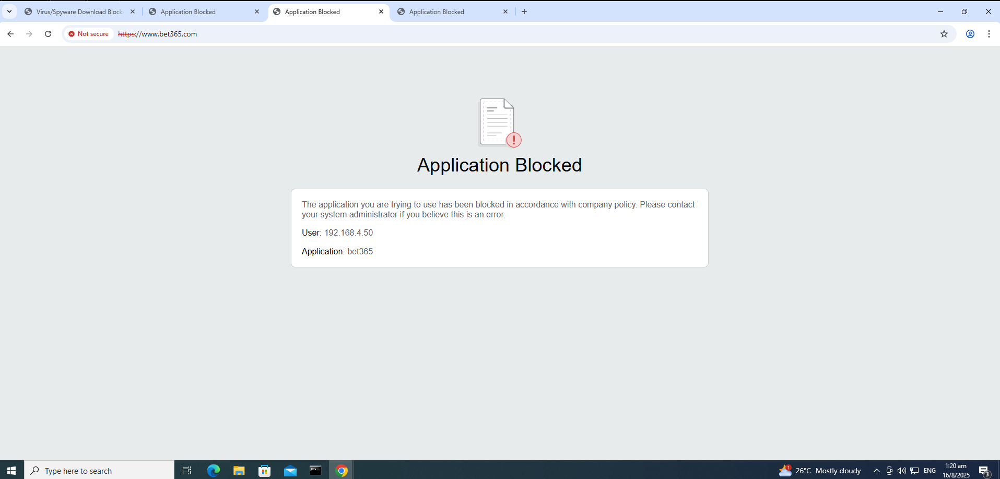 Virus/Spyware Download Block
Application Blocked
Application Blocked
Application Blocked
Not secure
https://www.bet365.com
Application Blocked
The application you are trying to use has been blocked in accordance with company policy. Please contact
your system administrator if you believe this is an error.
User: 192.168.4.50
Application: bet365
Type here to search
1
26°C Mostly cloudy
ENG
1:20 am
16/8/2025
3